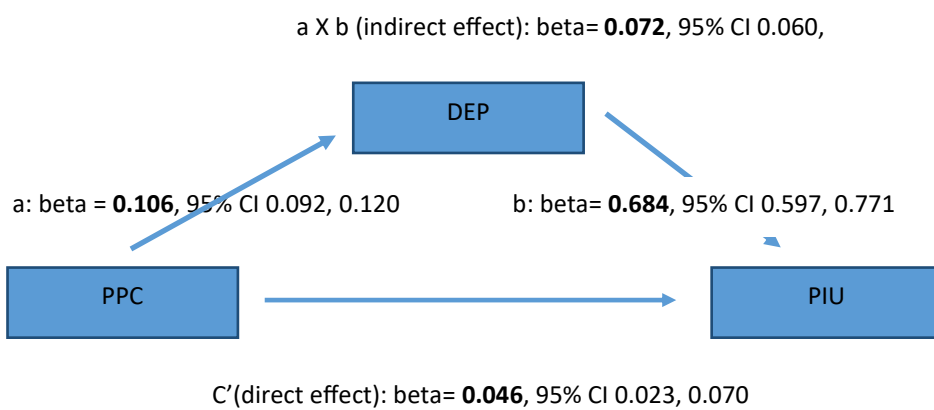 a X b (indirect effect): beta= 0.072, 95% CI 0.060,
DEP
a: beta = 0.106, 95% CI 0.092, 0.120
b: beta= 0.684, 95% CI 0.597, 0.771
PPC
PIU
C’(direct effect): beta= 0.046, 95% CI 0.023, 0.070